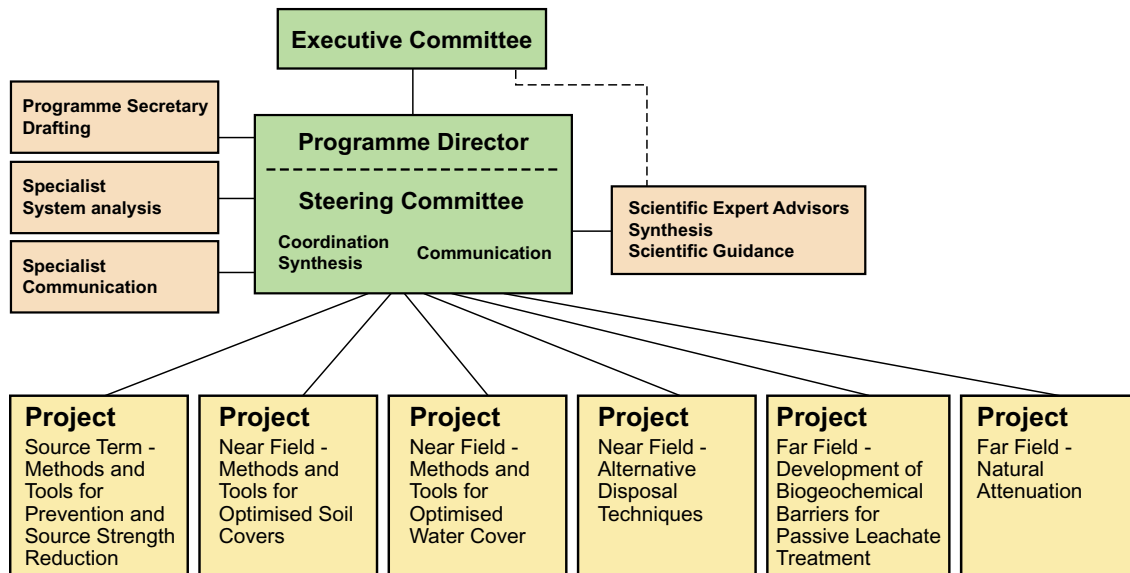 Executive Committee
Programme Secretary
Drafting
Specialist
System analysis
Specialist
Communication
Programme Director
Steering Committee
Coordination
Synthesis
Communication
Scientific Expert Advisors
Synthesis
Scientific Guidance
Project
Source Term -
Methods and
Tools for
Prevention and
Source Strength
Reduction
Project
Near Field -
Methods and
Tools for
Optimised Soil
Covers
Project
Near Field -
Methods and
Tools for
Optimised
Water Cover
Project
Near Field -
Alternative
Disposal
Techniques
Project
Far Field -
Development of
Biogeochemical
Barriers for
Passive Leachate
Treatment
Project
Far Field -
Natural
Attenuation